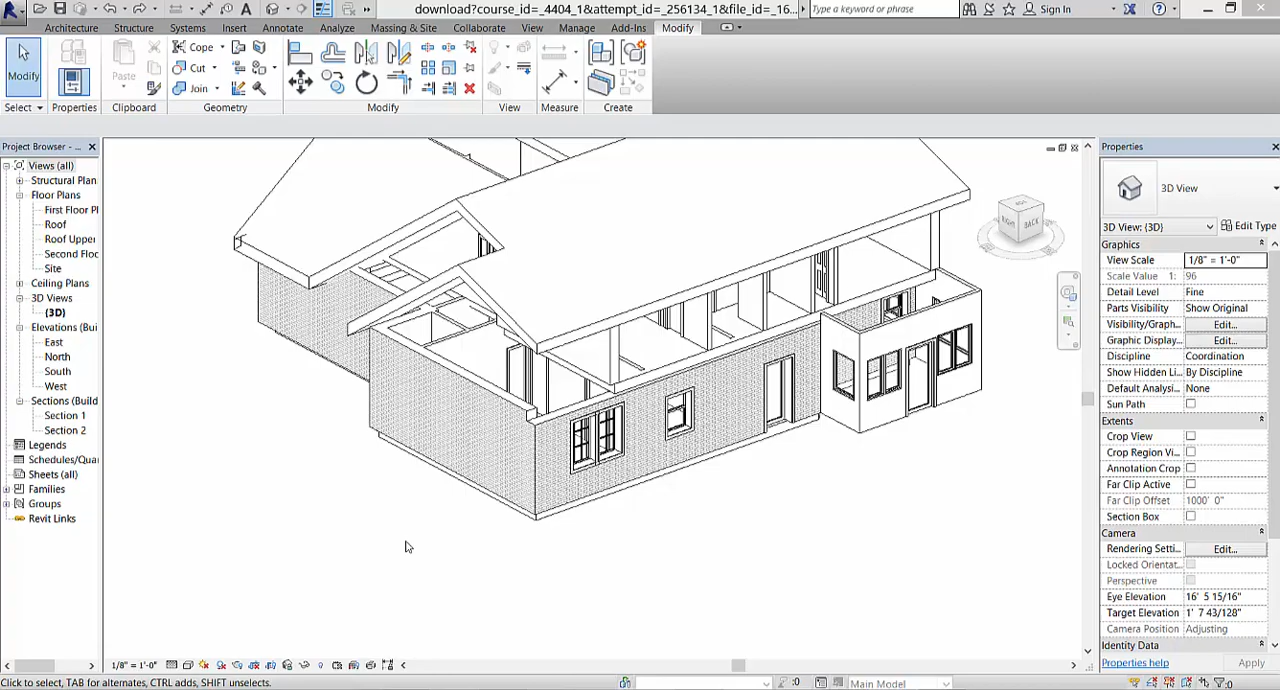 download?course_id=_4404_1&attempt_id=_256134_1&file_id=_16...
Type a keyword or phrase
Sign In
Architecture Structure Systems Insert Annotate Analyze Massing & Site Collaborate View Manage Add-Ins Modify
Modify
Paste
Cope
Cut
Join
Select Properties Clipboard Geometry Modify View Measure Create
Project Browser - ...
Views (all)
Structural Plan
Floor Plans
First Floor Pl
Roof
Roof Upper
Second Floo
Site
Ceiling Plans
3D Views
(3D)
Elevations (Bui
East
North
South
West
Sections (Build
Section 1
Section 2
Legends
Schedules/Qua
Sheets (all)
Families
Groups
Revit Links
RIGHT BACK
Properties
3D View
3D View: {3D} Edit Type
Graphics
View Scale 1/8" = 1'-0"
Scale Value 1: 96
Detail Level Fine
Parts Visibility Show Original
Visibility/Graph... Edit...
Graphic Display... Edit...
Discipline Coordination
Show Hidden Li... By Discipline
Default Analysi... None
Sun Path
Extents
Crop View
Crop Region Vi...
Annotation Crop
Far Clip Active
Far Clip Offset 1000' 0"
Section Box
Camera
Rendering Setti... Edit...
Locked Orientat...
Perspective
Eye Elevation 16' 5 15/16"
Target Elevation 1' 7 43/128"
Camera Position Adjusting
Identity Data
Properties help Apply
1/8" = 1'-0"
Click to select, TAB for alternates, CTRL adds, SHIFT unselects.
:0
Main Model
:0